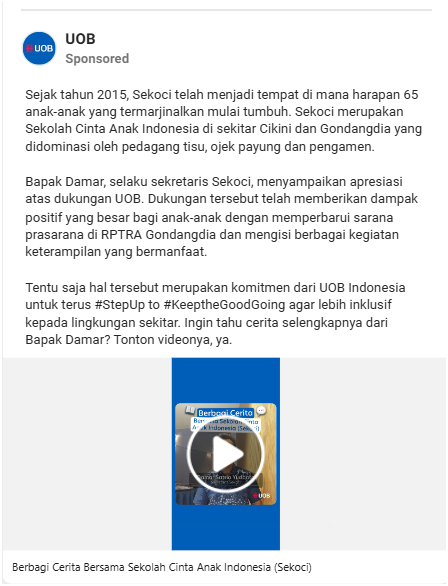 UOB
UOB
Sponsored
Sejak tahun 2015, Sekoci telah menjadi tempat di mana harapan 65
anak-anak yang termarjinalkan mulai tumbuh. Sekoci merupakan
Sekolah Cinta Anak Indonesia di sekitar Cikini dan Gondangdia yang
didominasi oleh pedagang tisu, ojek payung dan pengamen.
Bapak Damar, selaku sekretaris Sekoci, menyampaikan apresiasi
atas dukungan UOB. Dukungan tersebut telah memberikan dampak
positif yang besar bagi anak-anak dengan memperbarui sarana
prasarana di RPTRA Gondangdia dan mengisi berbagai kegiatan
keterampilan yang bermanfaat.
Tentu saja hal tersebut merupakan komitmen dari UOB Indonesia
untuk terus #StepUp to #KeeptheGoodGoing agar lebih inklusif
kepada lingkungan sekitar. Ingin tahu cerita selengkapnya dari
Bapak Damar? Tonton videonya, ya.
Berbagi Cerita
Bersama Sekolah Cinta
Anak Indonesia (Sekoci)
UOB
Berbagi Cerita Bersama Sekolah Cinta Anak Indonesia (Sekoci)